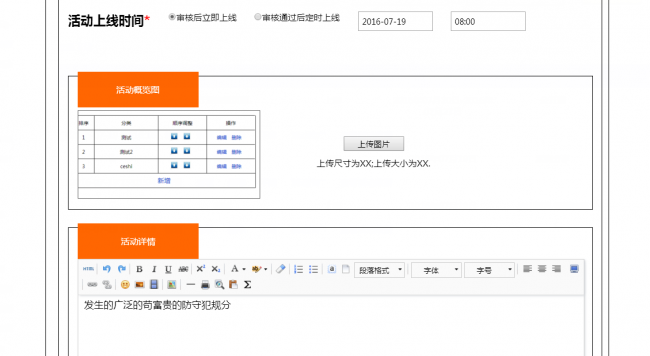 活动上线时间* 审核后立即上线 审核通过后定时上线 2016-07-19 08:00
活动概览图
排序 分类 顺序调整 操作
1 测试 编辑 删除
2 测试2 编辑 删除
3 ceshi 编辑 删除
新增
上传图片
上传尺寸为XX;上传大小为XX.
活动详情
HTML B I U ABC X² X₂ A 段落格式 字体 字号
Σ
发生的广泛的苟富贵的防守犯规分